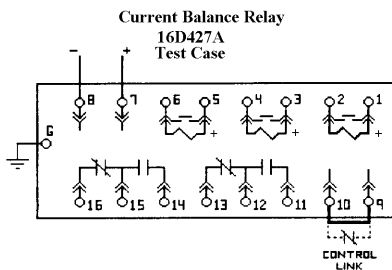 Current Balance Relay
16D427A
Test Case
- +
8 7 6 5 4 3 2 1
+ + +
G
16 15 14 13 12 11 10 9
CONTROL
LINK